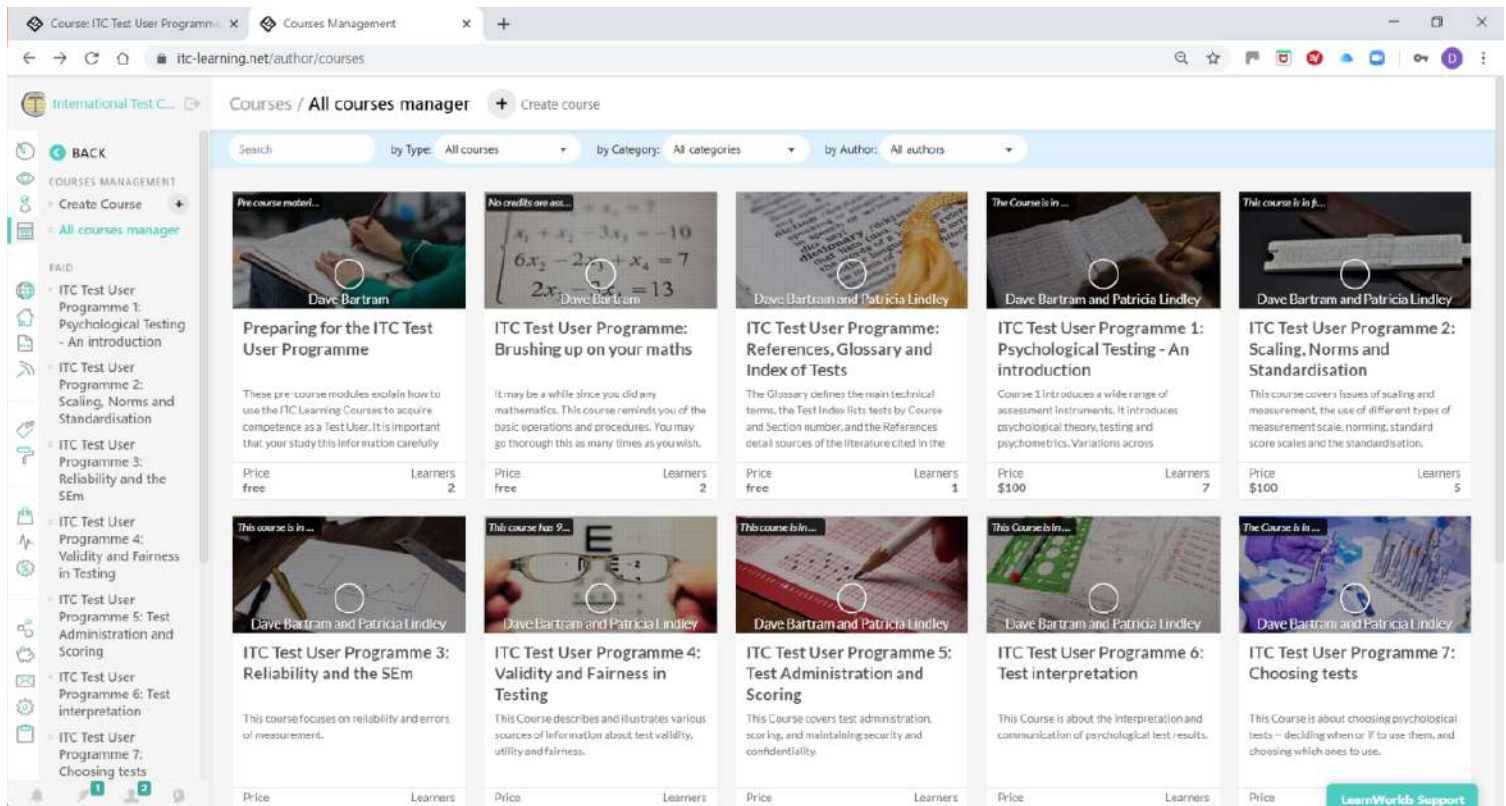 Course: ITC Test User Programm
Courses Management
itc-learning.net/author/courses
D
International Test C...
Courses / All courses manager
+ Create course
BACK
COURSES MANAGEMENT
Create Course +
All courses manager
PAID
ITC Test User
Programme 1:
Psychological Testing
- An introduction
ITC Test User
Programme 2:
Scaling, Norms and
Standardisation
ITC Test User
Programme 3:
Reliability and the
SEm
ITC Test User
Programme 4:
Validity and Fairness
in Testing
ITC Test User
Programme 5: Test
Administration and
Scoring
ITC Test User
Programme 6: Test
interpretation
ITC Test User
Programme 7:
Choosing tests
1
2
Search
by Type: All courses
by Category: All categories
by Author: All authors
Pre course materi...
Dave Bartram
Preparing for the ITC Test
User Programme
These pre-course modules explain how to
use the ITC Learning Courses to acquire
competence as a Test User. It is important
that your study this information carefully
Price Learners
free 2
No credits are ass...
Dave Bartram
ITC Test User Programme:
Brushing up on your maths
It may be a while since you did any
mathematics. This course reminds you of the
basic operations and procedures. You may
go thorough this as many times as you wish.
Price Learners
free 2
dictionary
Dave Bartram and Patricia Lindley
ITC Test User Programme:
References, Glossary and
Index of Tests
The Glossary defines the main technical
terms, the Test Index lists tests by Course
and Section number, and the References
detail sources of the literature cited in the
Price Learners
free 1
The Course is in ...
Dave Bartram and Patricia Lindley
ITC Test User Programme 1:
Psychological Testing - An
introduction
Course 1 introduces a wide range of
assessment instruments. It introduces
psychological theory, testing and
psychometrics. Variations across
Price Learners
$100 7
This course is in f...
Dave Bartram and Patricia Lindley
ITC Test User Programme 2:
Scaling, Norms and
Standardisation
This course covers issues of scaling and
measurement, the use of different types of
measurement scale, norming, standard
score scales and the standardisation.
Price Learners
$100 5
This course is in ...
Dave Bartram and Patricia Lindley
ITC Test User Programme 3:
Reliability and the SEm
This course focuses on reliability and errors
of measurement.
Price Learners
This course has 9...
E
Dave Bartram and Patricia Lindley
ITC Test User Programme 4:
Validity and Fairness in
Testing
This Course describes and illustrates various
sources of information about test validity,
utility and fairness.
Price Learners
This course is in...
Dave Bartram and Patricia Lindley
ITC Test User Programme 5:
Test Administration and
Scoring
This Course covers test administration,
scoring, and maintaining security and
confidentiality.
Price Learners
This Course is in...
Dave Bartram and Patricia Lindley
ITC Test User Programme 6:
Test interpretation
This Course is about the interpretation and
communication of psychological test results.
Price Learners
The Course is in ...
Dave Bartram and Patricia Lindley
ITC Test User Programme 7:
Choosing tests
This Course is about choosing psychological
tests – deciding when or if to use them, and
choosing which ones to use.
Price
LearnWorlds Support